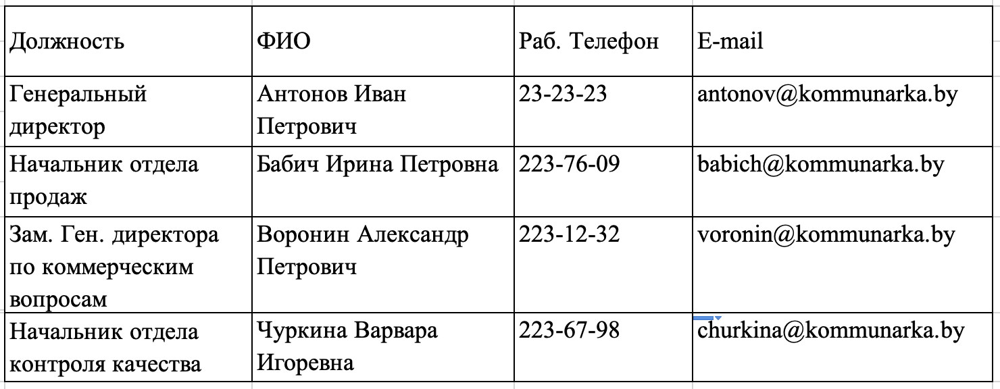 Должность ФИО Раб. Телефон E-mail
Генеральный Антонов Иван 23-23-23 antonov@kommunarka.by
директор Петрович
Начальник отдела Бабич Ирина Петровна 223-76-09 babich@kommunarka.by
продаж
Зам. Ген. директора Воронин Александр 223-12-32 voronin@kommunarka.by
по коммерческим Петрович
вопросам
Начальник отдела Чуркина Варвара 223-67-98 churkina@kommunarka.by
контроля качества Игоревна